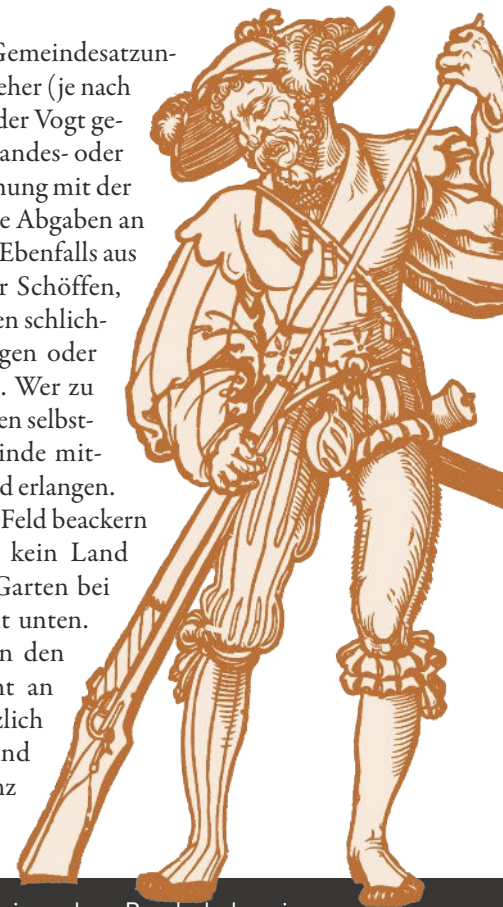 Gemeindesatzun-
eher (je nach
der Vogt ge-
andes- oder
nung mit der
e Abgaben an
Ebenfalls aus
r Schöffen,
en schlich-
gen oder
. Wer zu
en selbst-
inde mit-
d erlangen.
Feld beackern
kein Land
Garten bei
t unten.
n den
nt an
zlich
und
nz